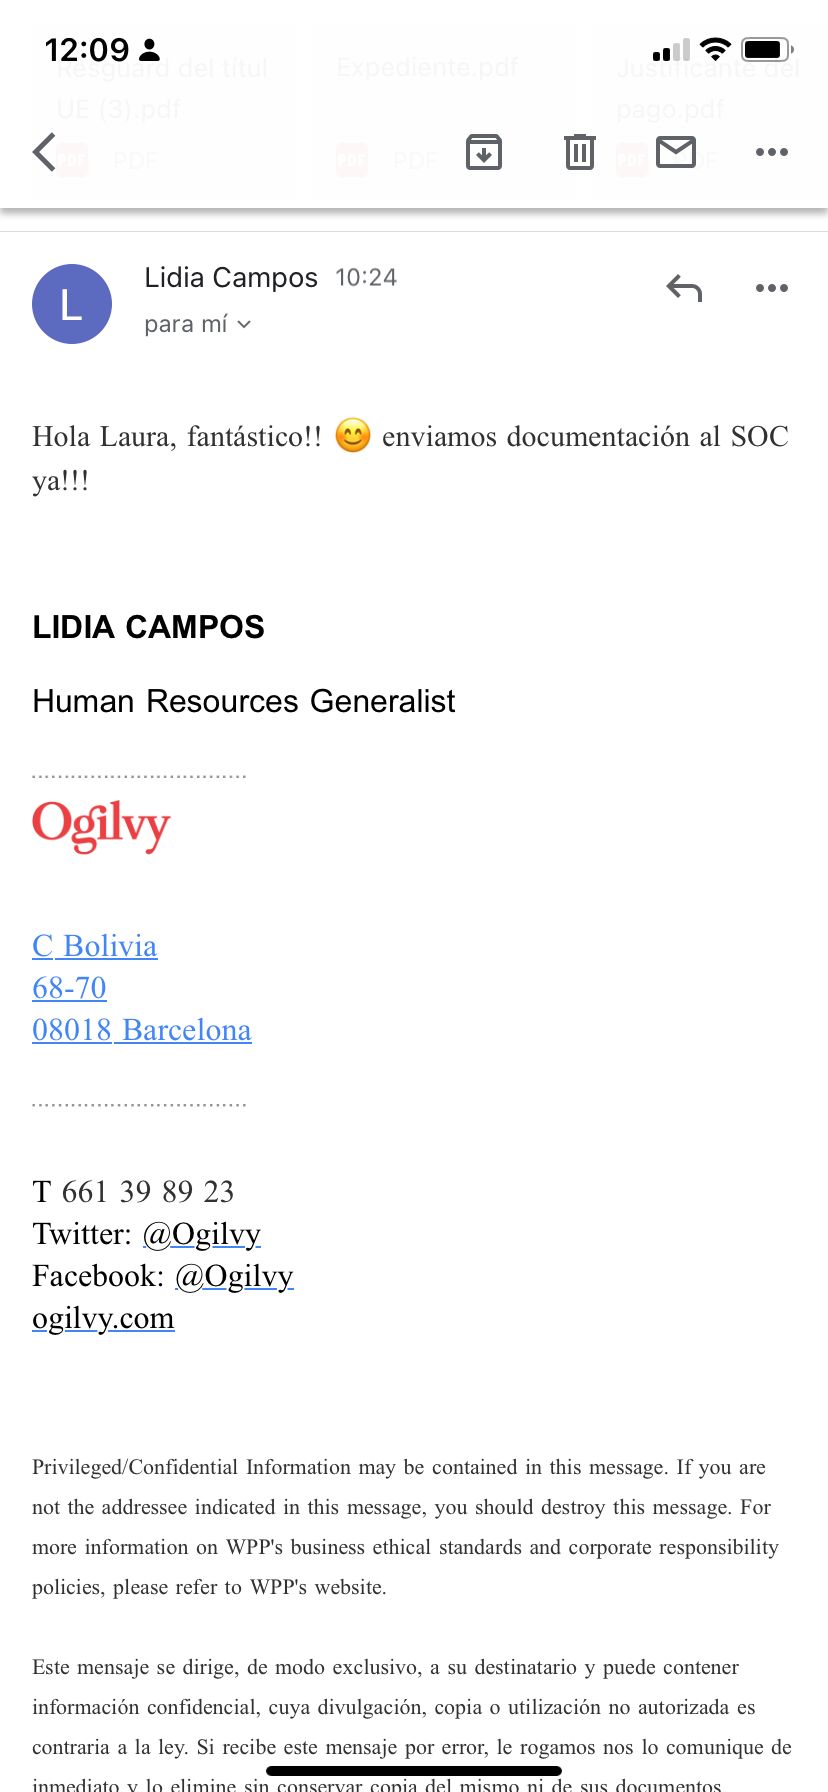 12:09
Resguard del títul
Expediente.pdf
Justificante del
UE (3).pdf
pago.pdf
PDF PDF
PDF PDF
PDF
Lidia Campos 10:24
L
para mí
Hola Laura, fantástico!! 😊 enviamos documentación al SOC
ya!!!
LIDIA CAMPOS
Human Resources Generalist
Ogilvy
C Bolivia
68-70
08018 Barcelona
T 661 39 89 23
Twitter: @Ogilvy
Facebook: @Ogilvy
ogilvy.com
Privileged/Confidential Information may be contained in this message. If you are
not the addressee indicated in this message, you should destroy this message. For
more information on WPP's business ethical standards and corporate responsibility
policies, please refer to WPP's website.
Este mensaje se dirige, de modo exclusivo, a su destinatario y puede contener
información confidencial, cuya divulgación, copia o utilización no autorizada es
contraria a la ley. Si recibe este mensaje por error, le rogamos nos lo comunique de
inmediato y lo elimine sin conservar copia del mismo ni de sus documentos